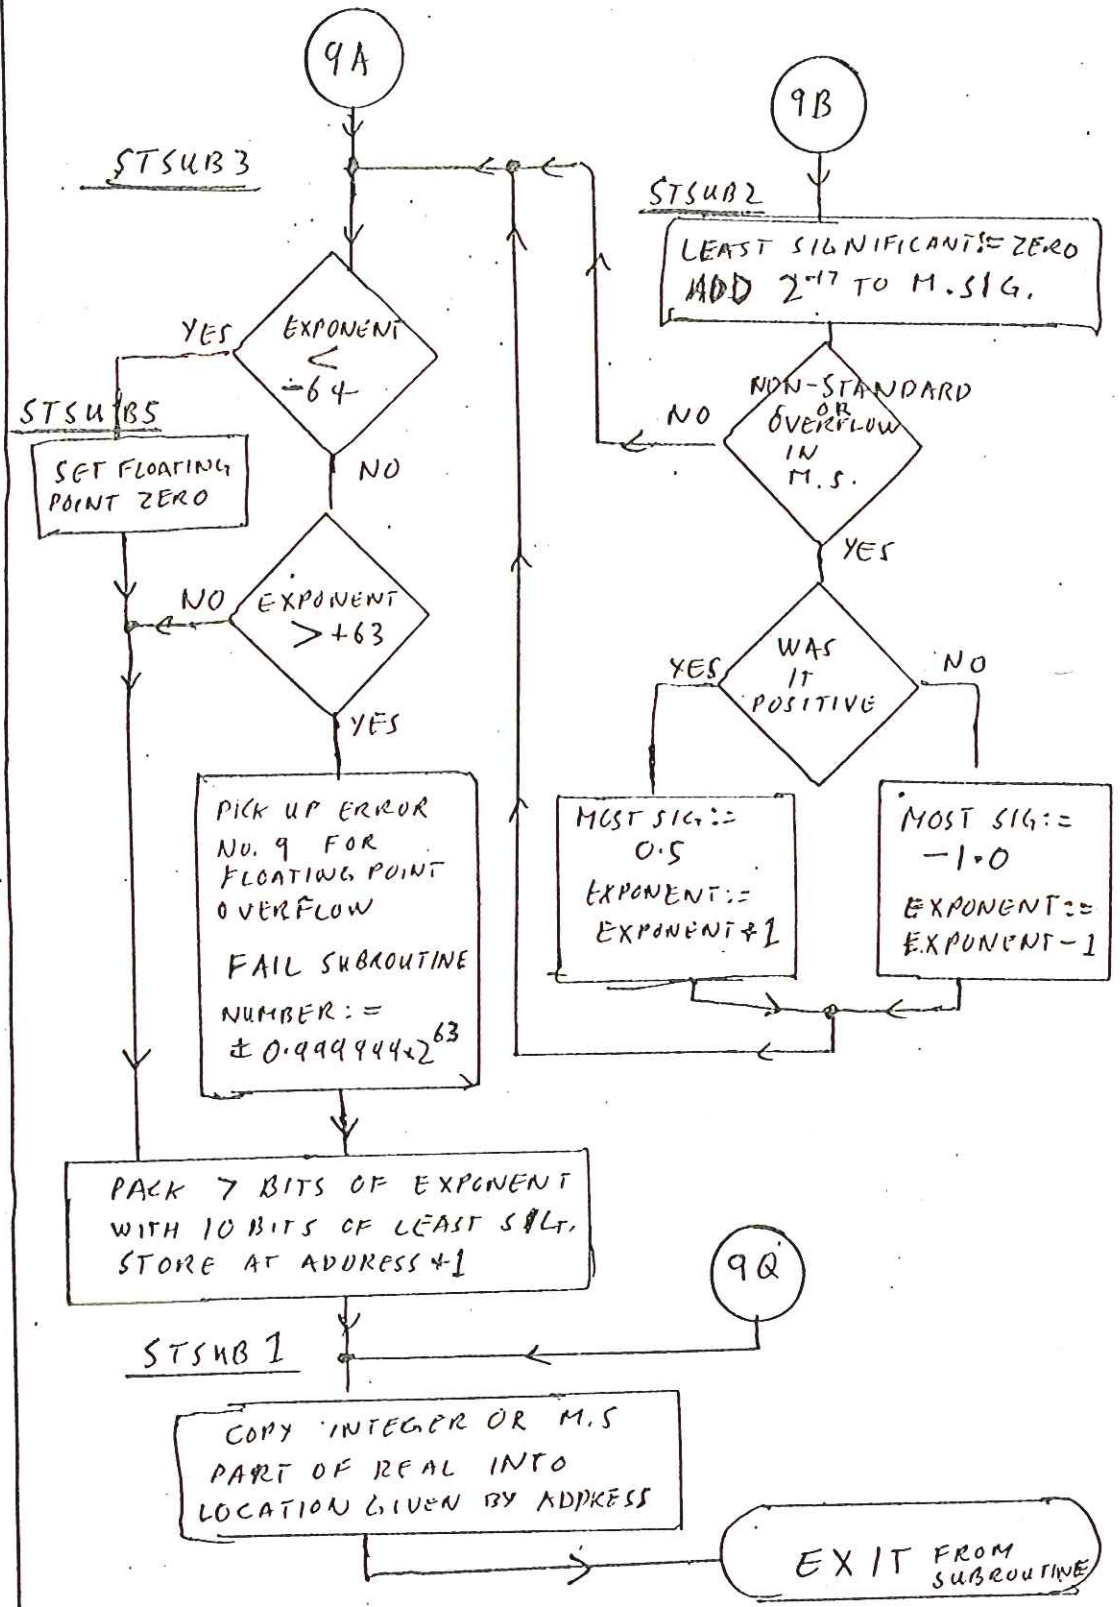 9A
9B
STSUB3
STSUB2
LEAST SIGNIFICANT:=ZERO
ADD 2-17 TO M.SIG.
YES
EXPONENT
<
-64
NON-STANDARD
OR
OVERFLOW
IN
M.S.
NO
STSUB5
SET FLOATING
POINT ZERO
NO
YES
NO
EXPONENT
> +63
WAS
IT
POSITIVE
YES
NO
YES
PICK UP ERROR
No. 9 FOR
FLOATING POINT
OVERFLOW
FAIL SUBROUTINE
NUMBER:=
± 0.999999*2^63
MOST SIG:=
0.5
EXPONENT:=
EXPONENT+1
MOST SIG:=
-1.0
EXPONENT:=
EXPONENT-1
PACK 7 BITS OF EXPONENT
WITH 10 BITS OF LEAST SIG.
STORE AT ADDRESS+1
9Q
STSUB1
COPY INTEGER OR M.S
PART OF REAL INTO
LOCATION GIVEN BY ADDRESS
EXIT FROM
SUBROUTINE